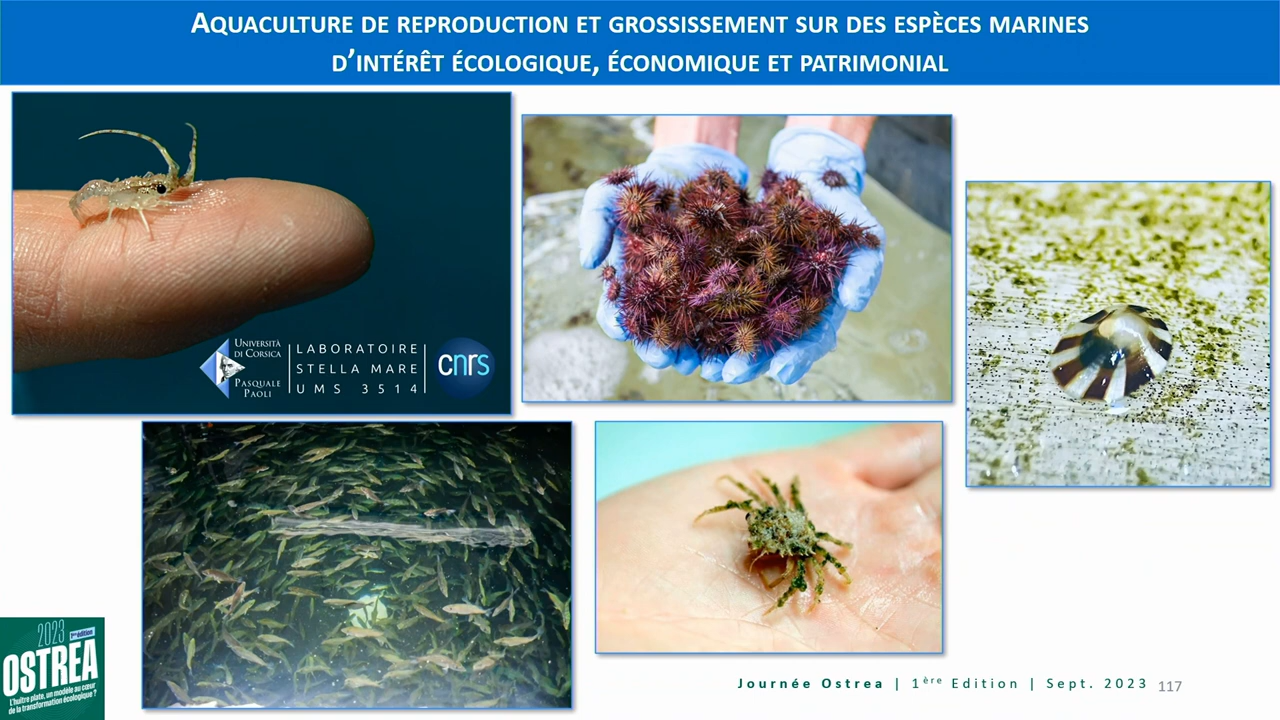 AQUACULTURE DE REPRODUCTION ET GROSSISSEMENT SUR DES ESPÈCES MARINES
D'INTÉRÊT ÉCOLOGIQUE, ÉCONOMIQUE ET PATRIMONIAL
UNIVERSITÀ
DI CORSICA
PASQUALE
PAOLI
LABORATOIRE
STELLA MARE
UMS 3514
cnrs
2023
1ère édition
OSTREA
L'huître plate, un modèle au cœur
de la transformation écologique ?
Journée Ostrea | 1ère Edition | Sept. 2023
117